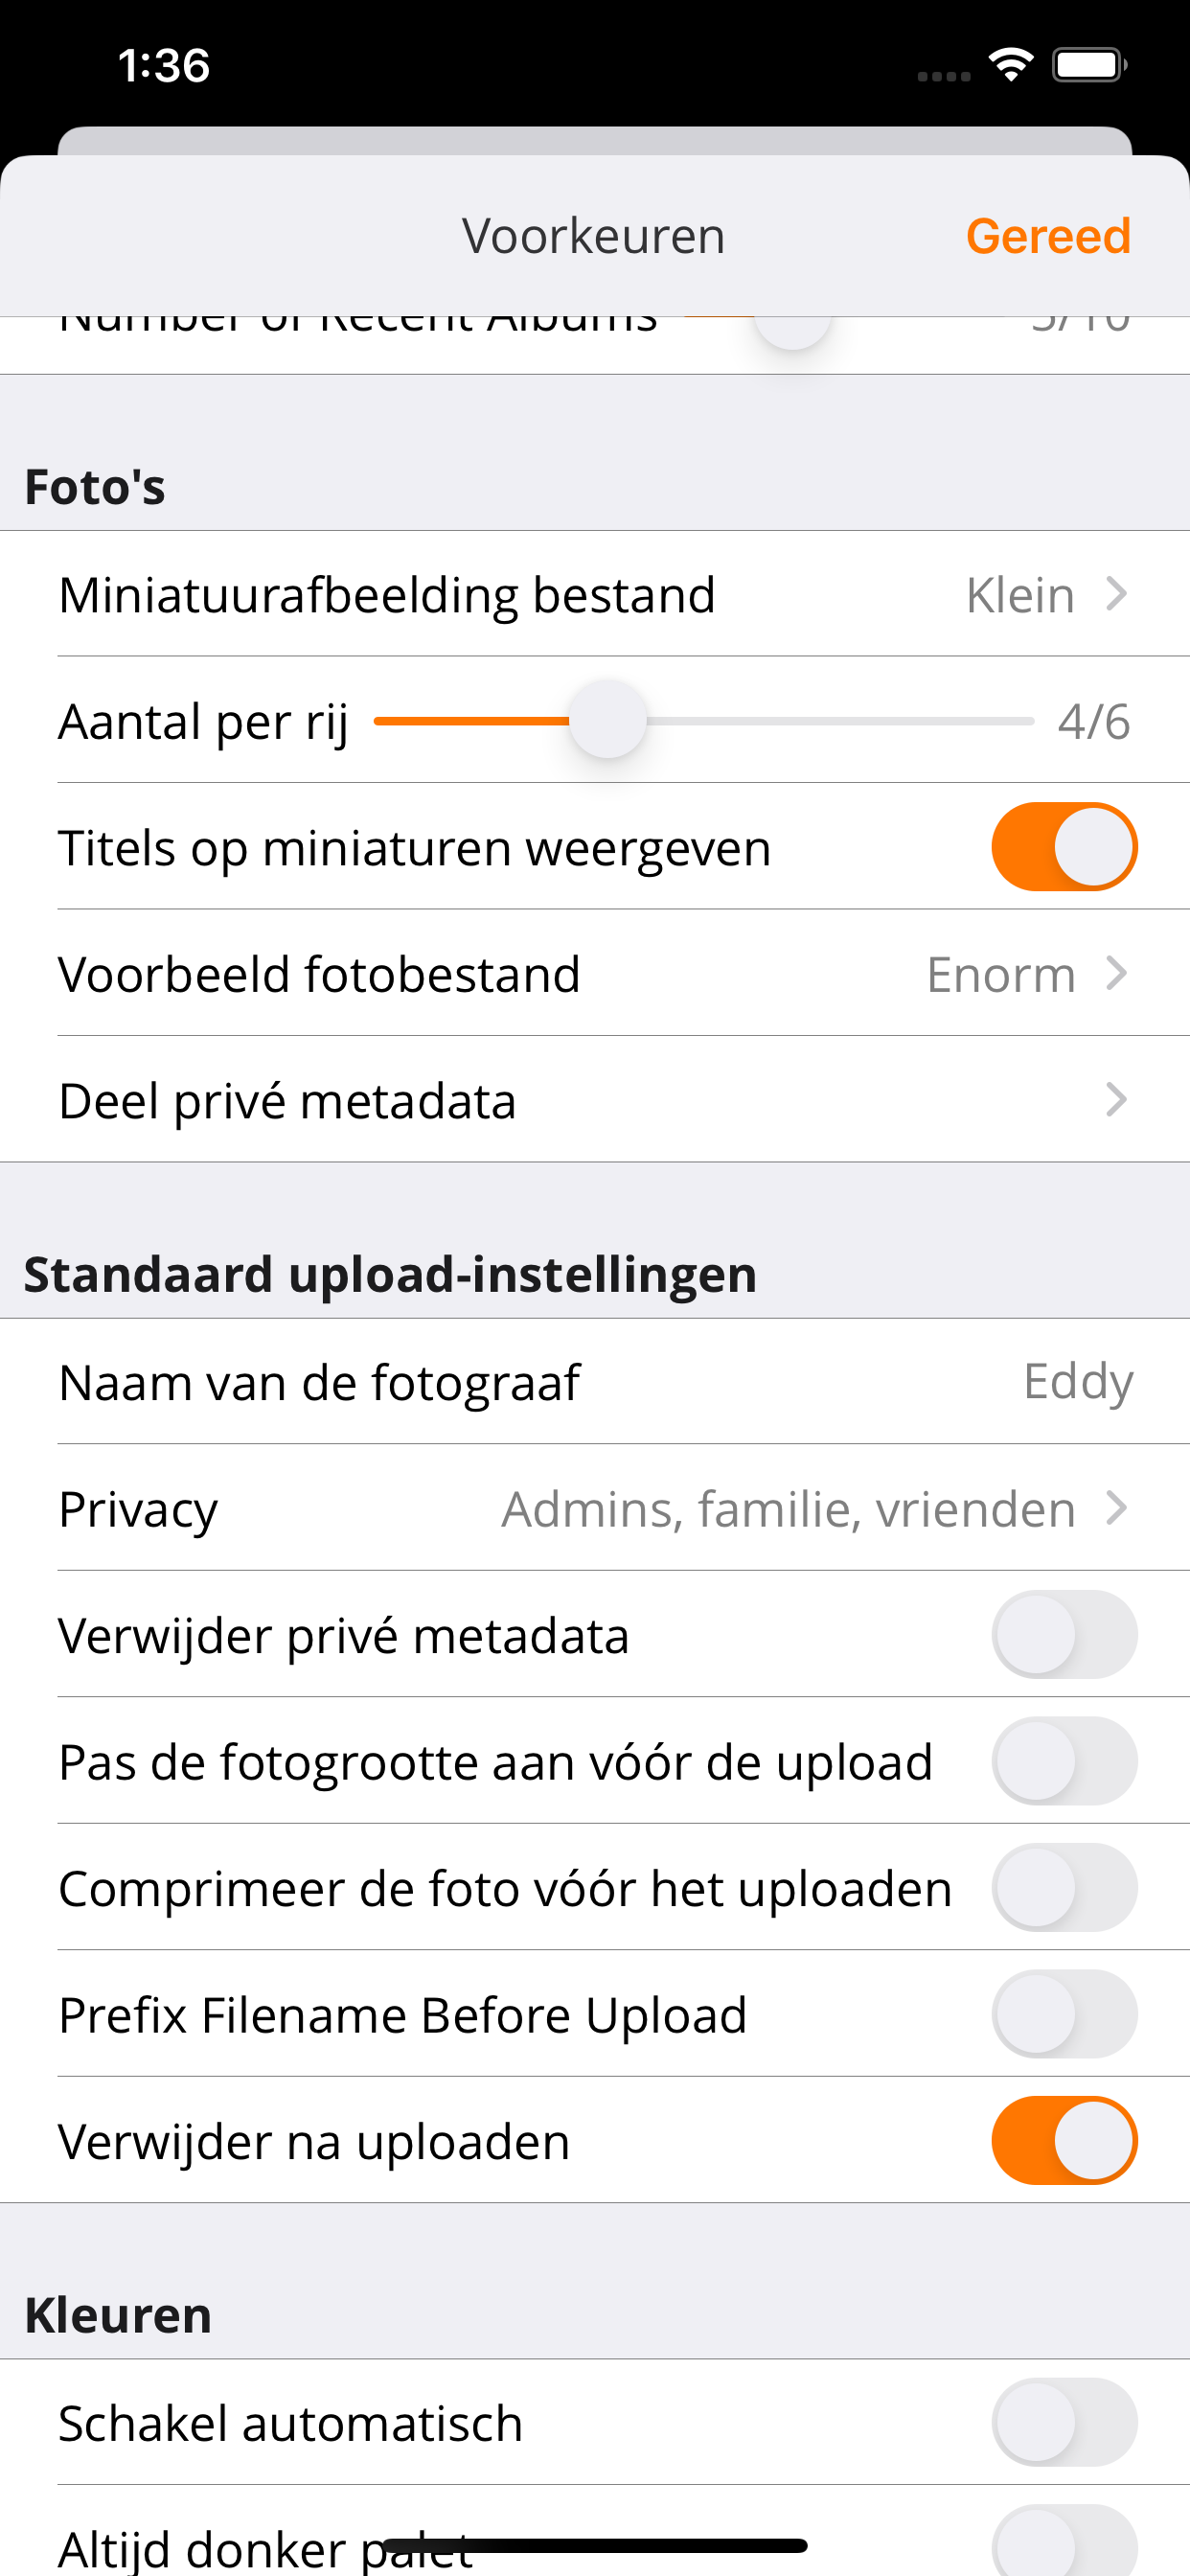 1:36
Voorkeuren
Gereed
Number of Recent Albums
Foto's
Miniatuurafbeelding bestand Klein
Aantal per rij 4/6
Titels op miniaturen weergeven
Voorbeeld fotobestand Enorm
Deel privé metadata
Standaard upload-instellingen
Naam van de fotograaf Eddy
Privacy Admins, familie, vrienden
Verwijder privé metadata
Pas de fotogrootte aan vóór de upload
Comprimeer de foto vóór het uploaden
Prefix Filename Before Upload
Verwijder na uploaden
Kleuren
Schakel automatisch
Altijd donker palet